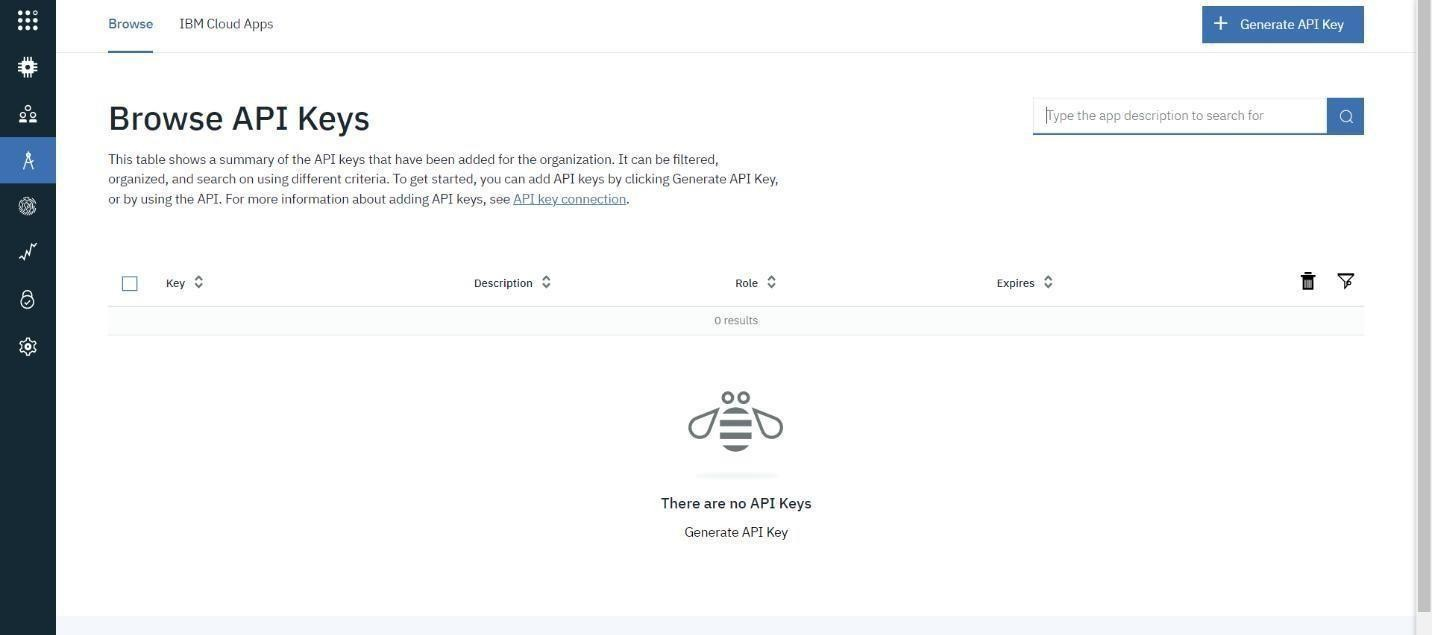 Browse IBM Cloud Apps Generate API Key
Browse API Keys
Type the app description to search for
This table shows a summary of the API keys that have been added for the organization. It can be filtered,
organized, and search on using different criteria. To get started, you can add API keys by clicking Generate API Key,
or by using the API. For more information about adding API keys, see API key connection.
Key Description Role Expires
0 results
There are no API Keys
Generate API Key